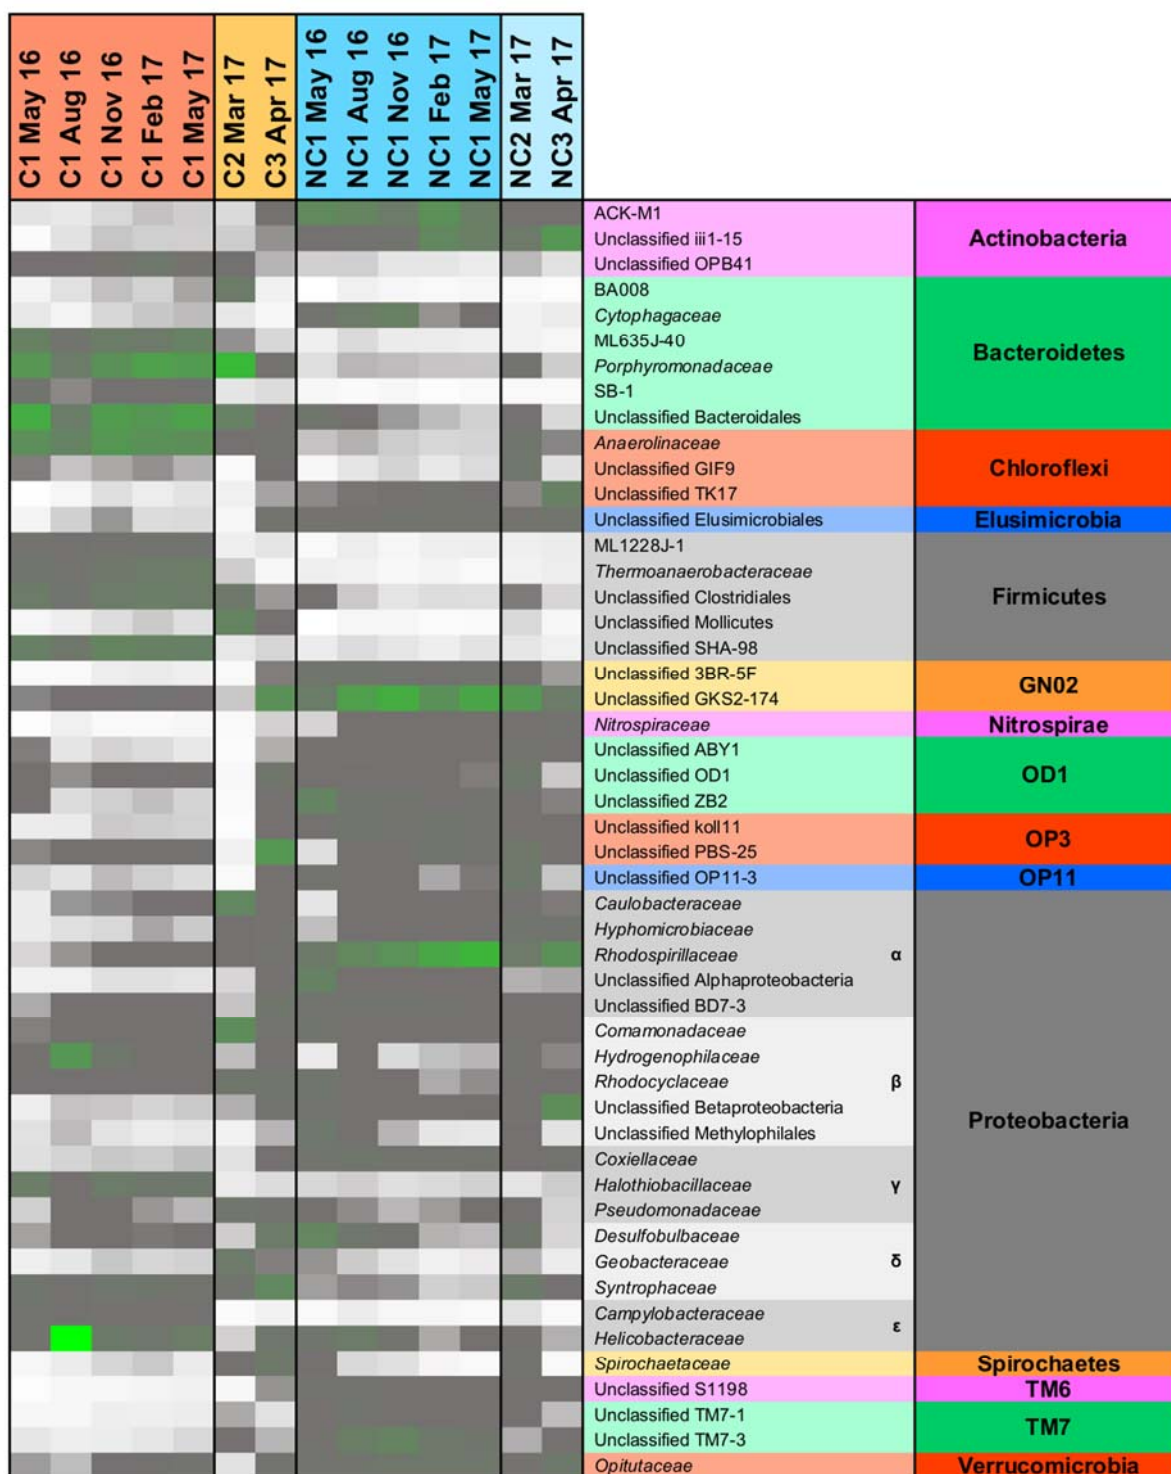 C1 May 16
C1 Aug 16
C1 Nov 16
C1 Feb 17
C1 May 17
C2 Mar 17
C3 Apr 17
NC1 May 16
NC1 Aug 16
NC1 Nov 16
NC1 Feb 17
NC1 May 17
NC2 Mar 17
NC3 Apr 17
ACK-M1
Unclassified iii1-15
Unclassified OPB41
Actinobacteria
BA008
Cytophagaceae
ML635J-40
Porphyromonadaceae
SB-1
Unclassified Bacteroidales
Bacteroidetes
Anaerolinaceae
Unclassified GIF9
Unclassified TK17
Chloroflexi
Unclassified Elusimicrobiales
Elusimicrobia
ML1228J-1
Thermoanaerobacteraceae
Unclassified Clostridiales
Unclassified Mollicutes
Unclassified SHA-98
Firmicutes
Unclassified 3BR-5F
Unclassified GKS2-174
GN02
Nitrospiraceae
Nitrospirae
Unclassified ABY1
Unclassified OD1
Unclassified ZB2
OD1
Unclassified koll11
Unclassified PBS-25
OP3
Unclassified OP11-3
OP11
Caulobacteraceae
Hyphomicrobiaceae
Rhodospirillaceae α
Unclassified Alphaproteobacteria
Unclassified BD7-3
Comamonadaceae
Hydrogenophilaceae
Rhodocyclaceae β
Unclassified Betaproteobacteria
Unclassified Methylophilales
Coxiellaceae
Halothiobacillaceae γ
Pseudomonadaceae
Desulfobulbaceae
Geobacteraceae δ
Syntrophaceae
Campylobacteraceae
Helicobacteraceae
ε
Proteobacteria
Spirochaetaceae
Spirochaetes
Unclassified S1198
TM6
Unclassified TM7-1
Unclassified TM7-3
TM7
Opitutaceae
Verrucomicrobia